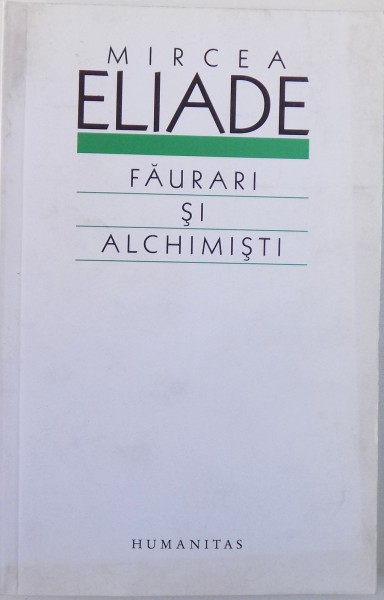 MIRCEA
ELIADE
FĂURARI
ŞI
ALCHIMIŞTI
HUMANITAS